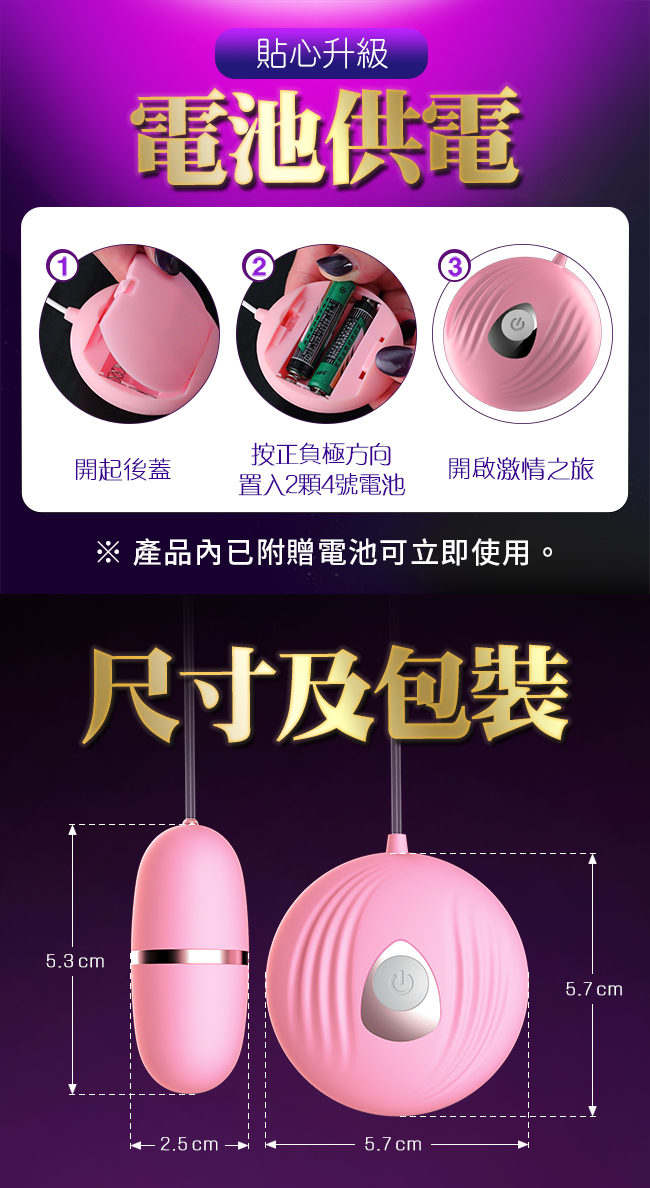 貼心升級
電池供電
1
2
3
開起後蓋
按正負極方向
置入2顆4號電池
開啟激情之旅
※ 產品內已附贈電池可立即使用。
尺寸及包裝
5.3 cm
5.7 cm
2.5 cm
5.7 cm